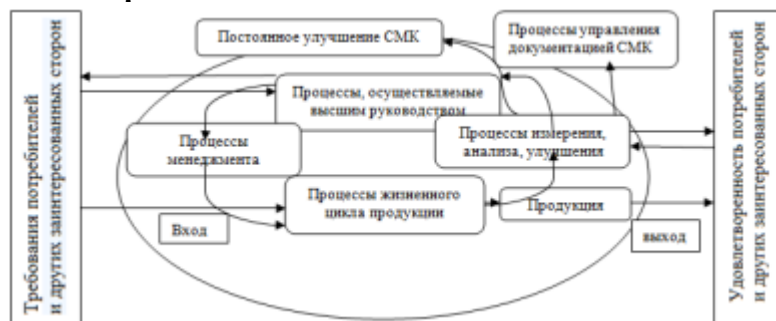 Требования потребителей
и других заинтересованных сторон
Постоянное улучшение СМК
Процессы управления
документацией СМК
Процессы, осуществляемые
высшим руководством
Процессы
менеджмента
Процессы измерения,
анализа, улучшения
Процессы жизненного
цикла продукции
Продукция
Вход
выход
Удовлетворенность потребителей
и других заинтересованных сторон